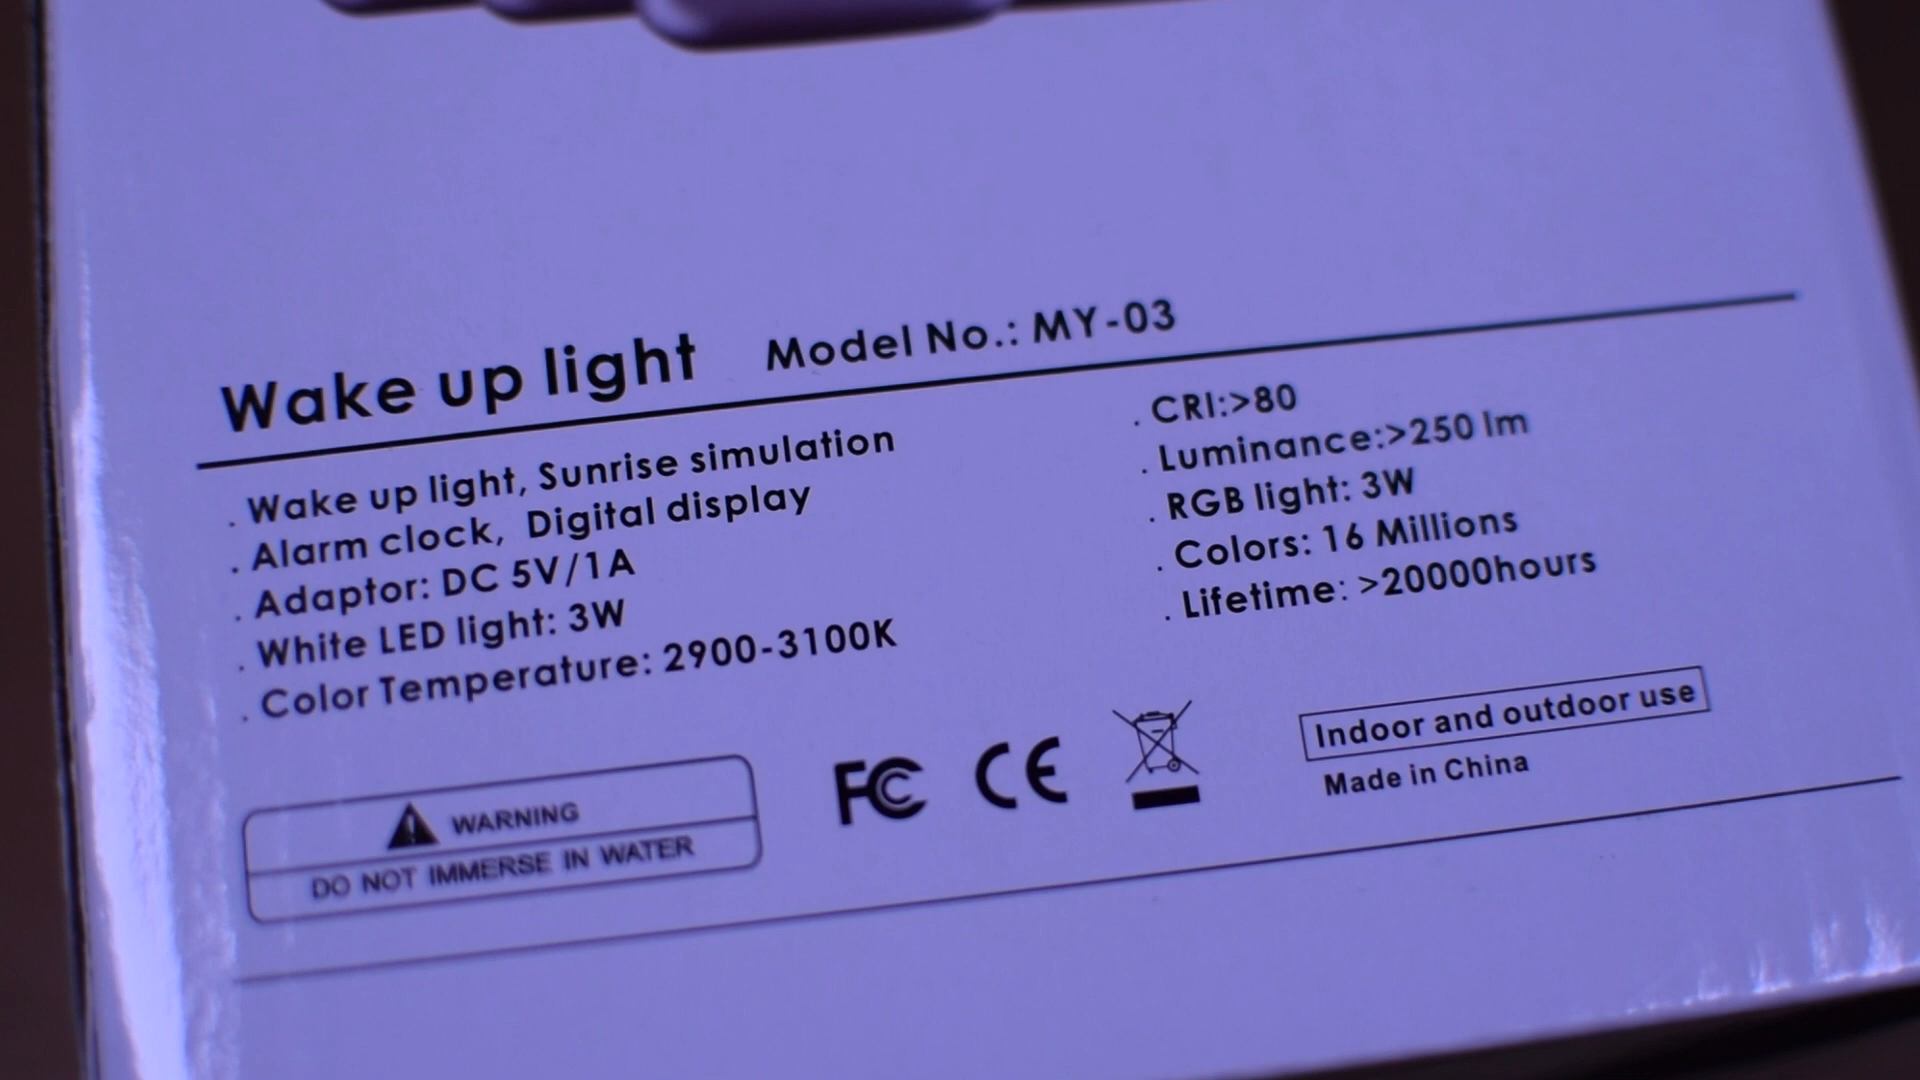 Wake up light Model No.: MY-03
. Wake up light, Sunrise simulation
. Alarm clock, Digital display
. Adaptor: DC 5V/1A
. White LED light: 3W
. Color Temperature: 2900-3100K
. CRI:>80
. Luminance:>250 lm
. RGB light: 3W
. Colors: 16 Millions
. Lifetime: >20000hours
WARNING
DO NOT IMMERSE IN WATER
FC CE
Indoor and outdoor use
Made in China